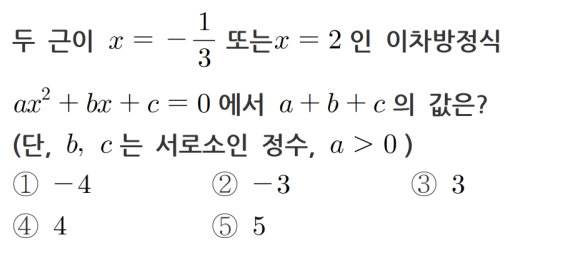 두 근이 x = -\frac{1}{3} 또는 x = 2 인 이차방정식
ax² + bx + c = 0 에서 a + b + c 의 값은?
(단, b, c 는 서로소인 정수, a > 0 )
① -4 ② -3 ③ 3
④ 4 ⑤ 5